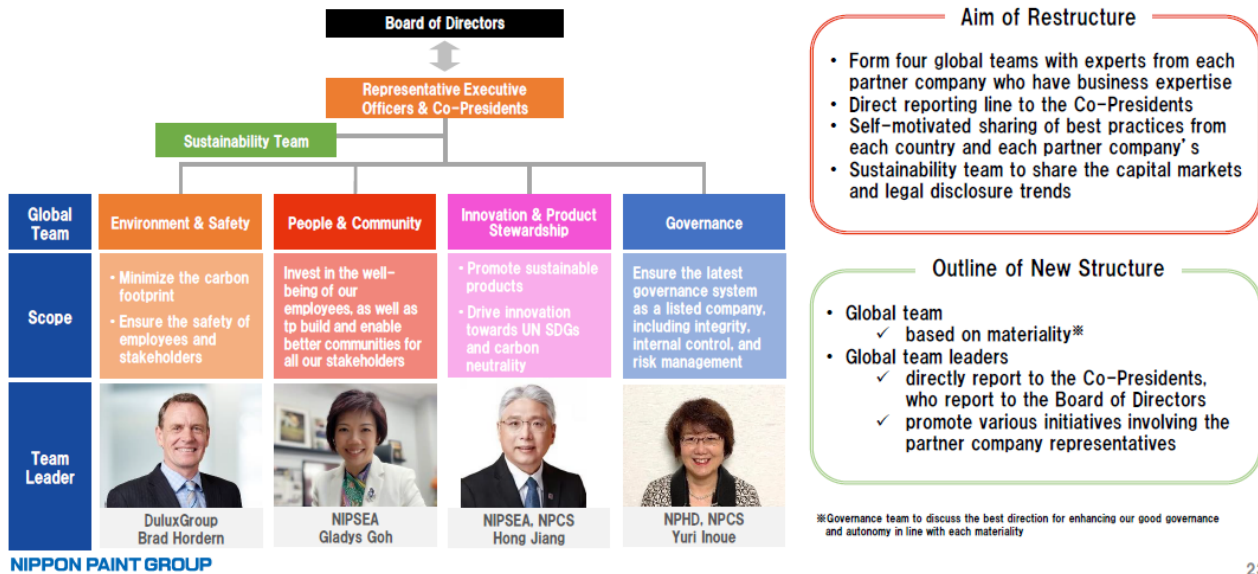 Board of Directors
Representative Executive
Officers & Co-Presidents
Sustainability Team
Global
Team
Environment & Safety
People & Community
Innovation & Product
Stewardship
Governance
Scope
・Minimize the carbon
footprint
・Ensure the safety of
employees and
stakeholders
Invest in the well-
being of our
employees, as well as
tp build and enable
better communities for
all our stakeholders
・Promote sustainable
products
・Drive innovation
towards UN SDGs
and carbon
neutrality
Ensure the latest
governance system
as a listed company,
including integrity,
internal control, and
risk management
Team
Leader
DuluxGroup
Brad Hordern
NIPSEA
Gladys Goh
NIPSEA, NPCS
Hong Jiang
NPHD, NPCS
Yuri Inoue
NIPPON PAINT GROUP
Aim of Restructure
• Form four global teams with experts from each
partner company who have business expertise
• Direct reporting line to the Co-Presidents
• Self-motivated sharing of best practices from
each country and each partner company's
• Sustainability team to share the capital markets
and legal disclosure trends
Outline of New Structure
• Global team
✓ based on materiality※
• Global team leaders
✓ directly report to the Co-Presidents,
who report to the Board of Directors
✓ promote various initiatives involving the
partner company representatives
※Governance team to discuss the best direction for enhancing our good governance
and autonomy in line with each materiality